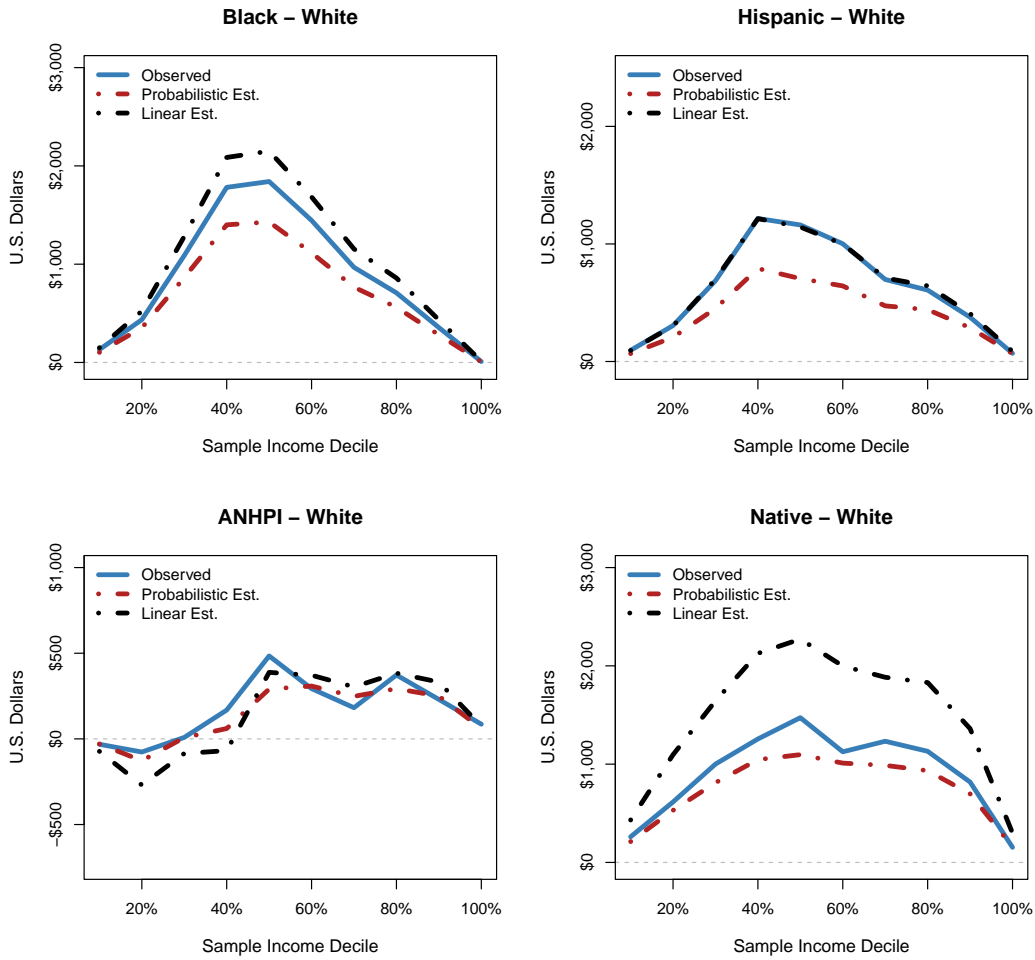 Black – White
$3,000
$2,000
$1,000
$0
U.S. Dollars
Observed
Probabilistic Est.
Linear Est.
20%
40%
60%
80%
100%
Sample Income Decile
Hispanic – White
$2,000
$1,000
$0
U.S. Dollars
Observed
Probabilistic Est.
Linear Est.
20%
40%
60%
80%
100%
Sample Income Decile
ANHPI – White
$1,000
$500
$0
−$500
U.S. Dollars
Observed
Probabilistic Est.
Linear Est.
20%
40%
60%
80%
100%
Sample Income Decile
Native – White
$3,000
$2,000
$1,000
$0
U.S. Dollars
Observed
Probabilistic Est.
Linear Est.
20%
40%
60%
80%
100%
Sample Income Decile